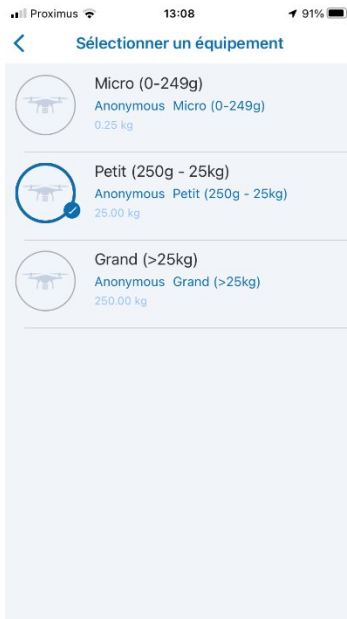 Proximus 13:08 91%
Sélectionner un équipement
Micro (0-249g)
Anonymous Micro (0-249g)
0.25 kg
Petit (250g - 25kg)
Anonymous Petit (250g - 25kg)
25.00 kg
Grand (>25kg)
Anonymous Grand (>25kg)
250.00 kg